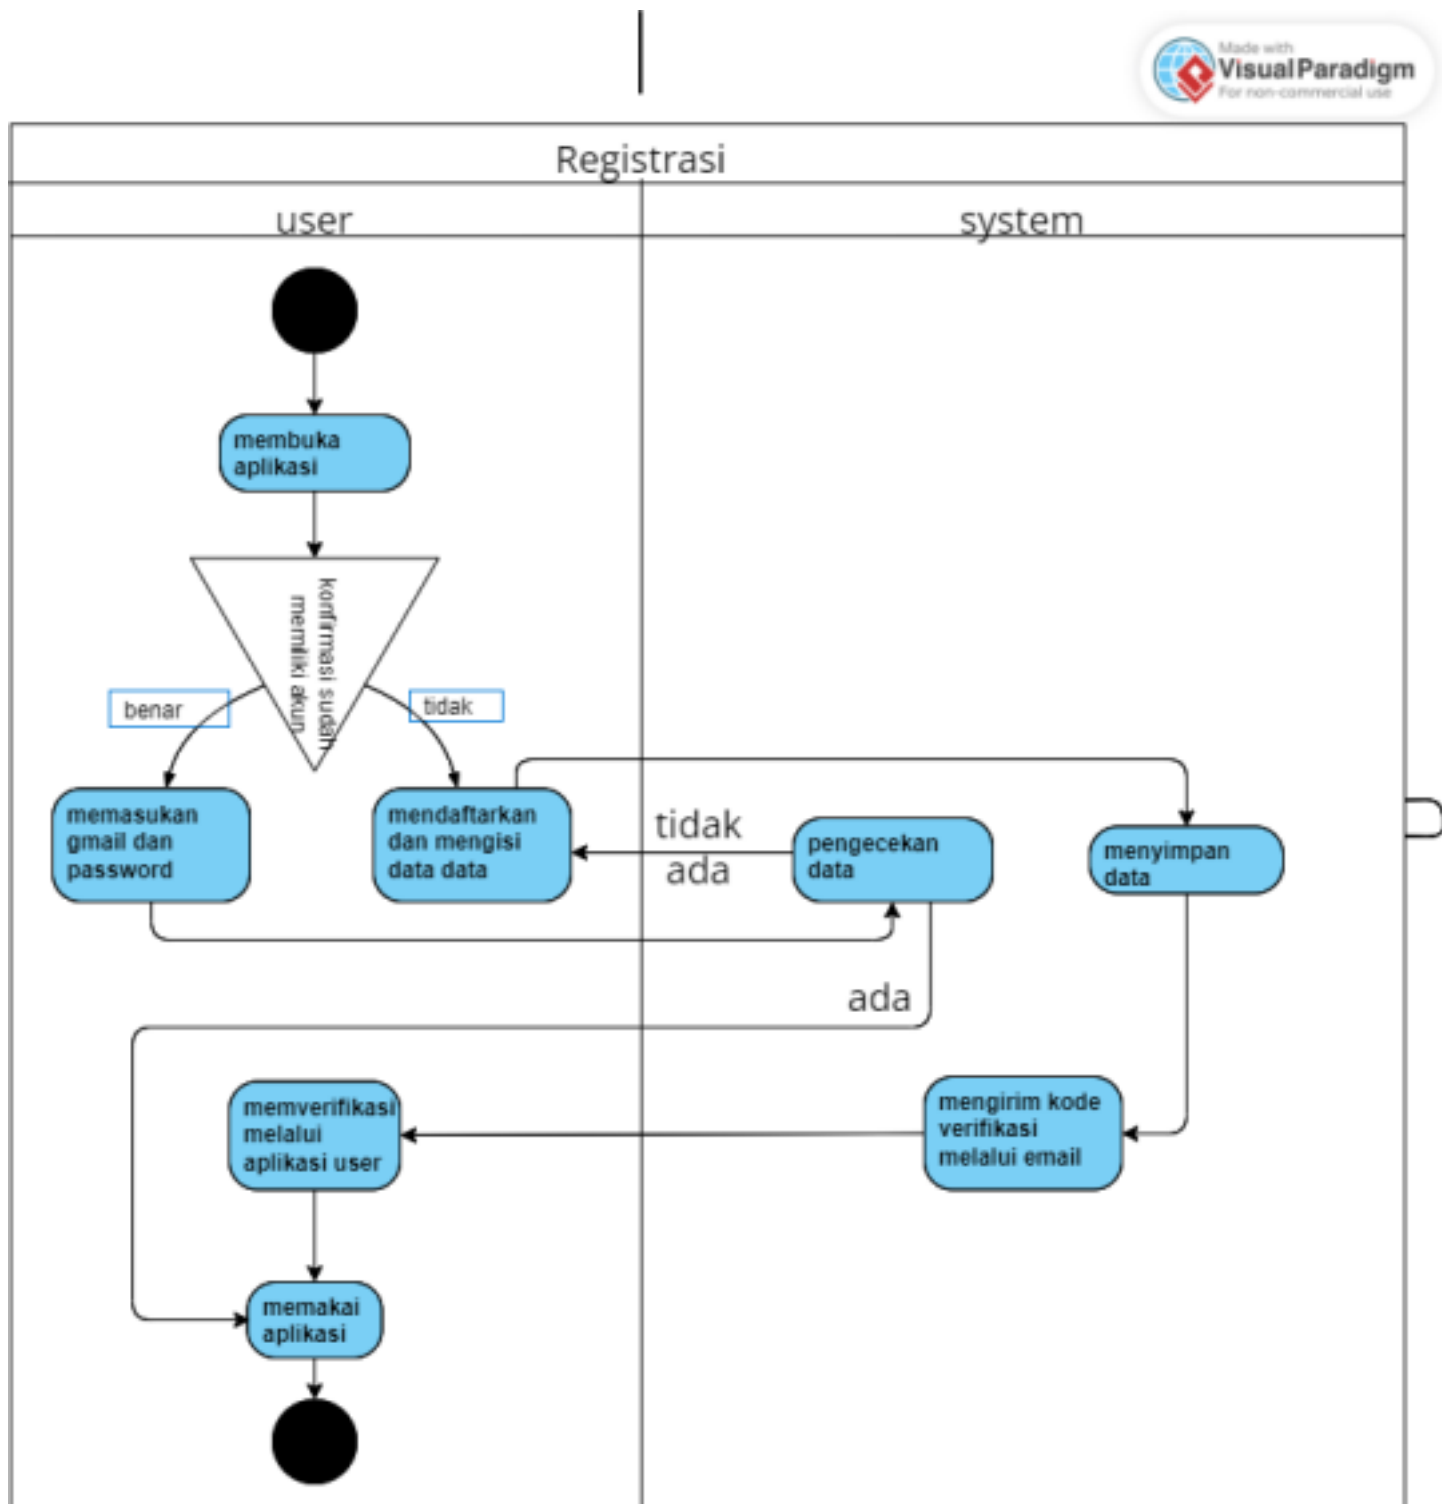 Made with
Visual Paradigm
For non-commercial use
Registrasi
user
system
membuka
aplikasi
konfirmasi sudah
memiliki akun
benar
tidak
memasukan
gmail dan
password
mendaftarkan
dan mengisi
data data
tidak
ada
pengecekan
data
menyimpan
data
ada
memverifikasi
melalui
aplikasi user
mengirim kode
verifikasi
melalui email
memakai
aplikasi